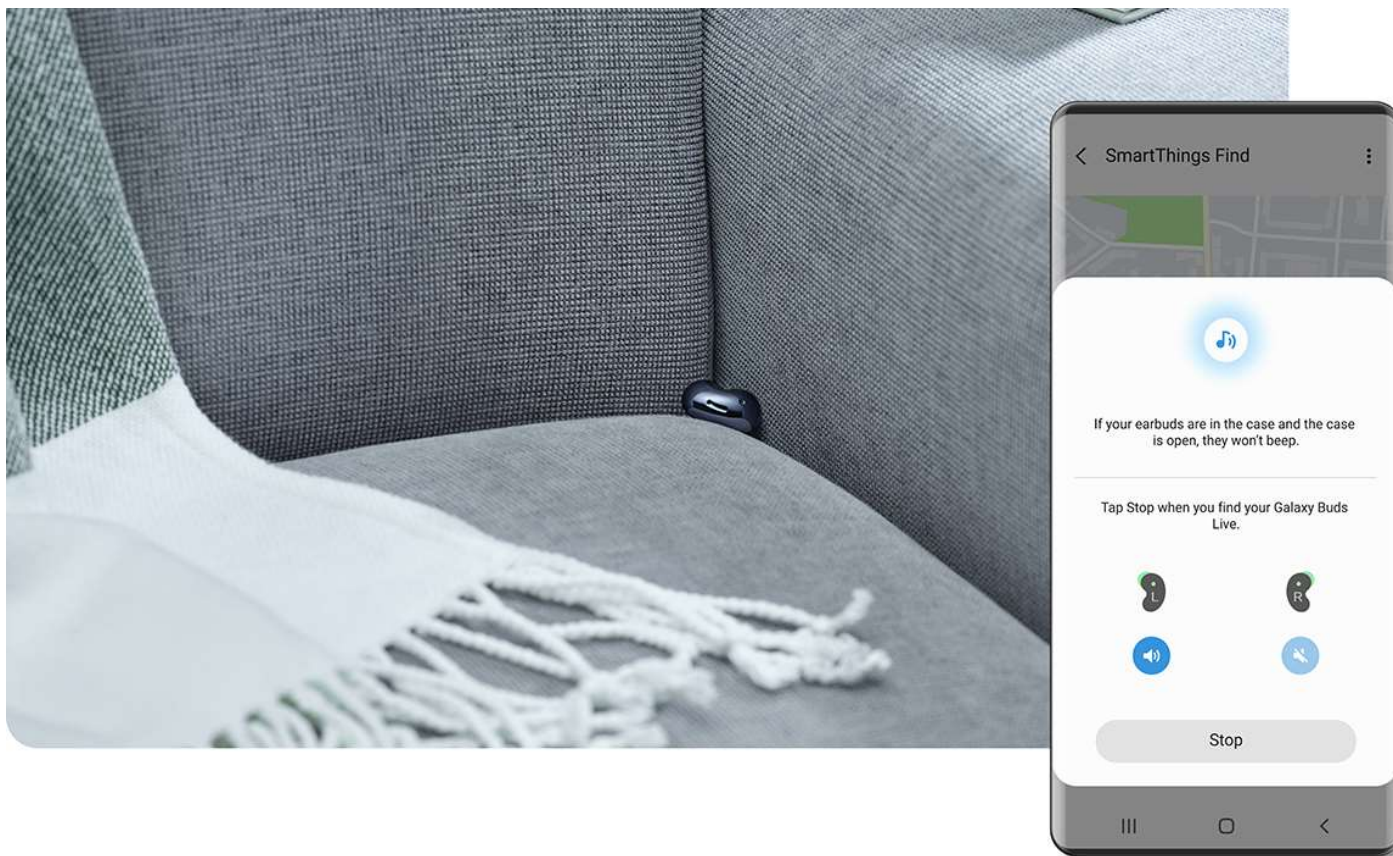 SmartThings Find
If your earbuds are in the case and the case
is open, they won't beep.
Tap Stop when you find your Galaxy Buds
Live.
L
R
Stop